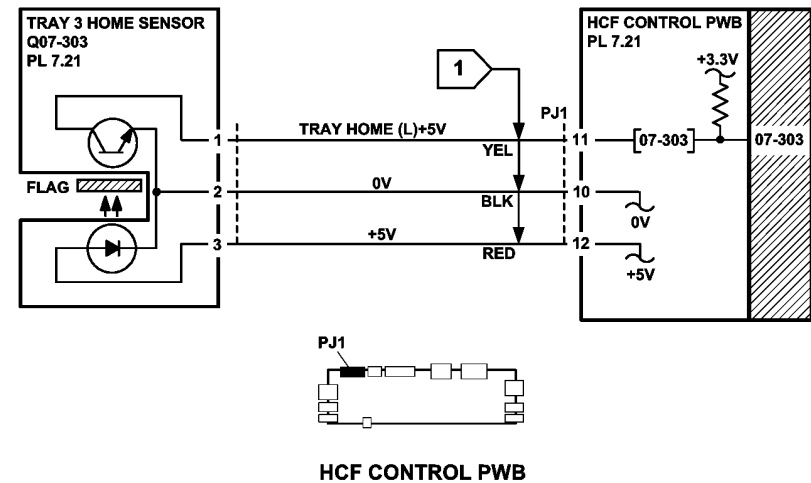 TRAY 3 HOME SENSOR
Q07-303
PL 7.21
HCF CONTROL PWB
PL 7.21
+3.3V
1
PJ1
1
TRAY HOME (L)+5V
YEL
11
07-303
07-303
FLAG
2
0V
BLK
10
0V
3
+5V
RED
12
+5V
PJ1
HCF CONTROL PWB